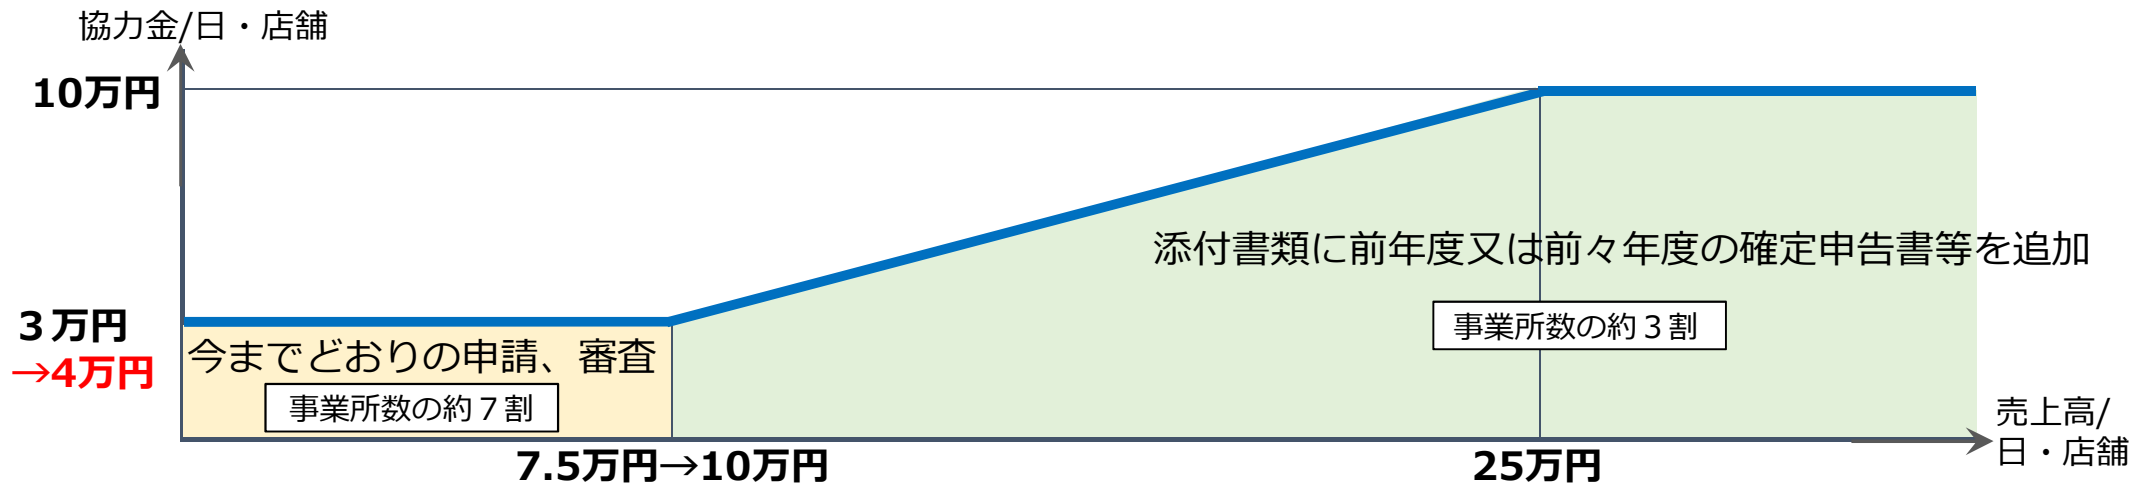 協力金/日・店舗
10万円
３万円
→4万円
今までどおりの申請、審査
事業所数の約７割
添付書類に前年度又は前々年度の確定申告書等を追加
事業所数の約３割
7.5万円→10万円
25万円
売上高/
日・店舗